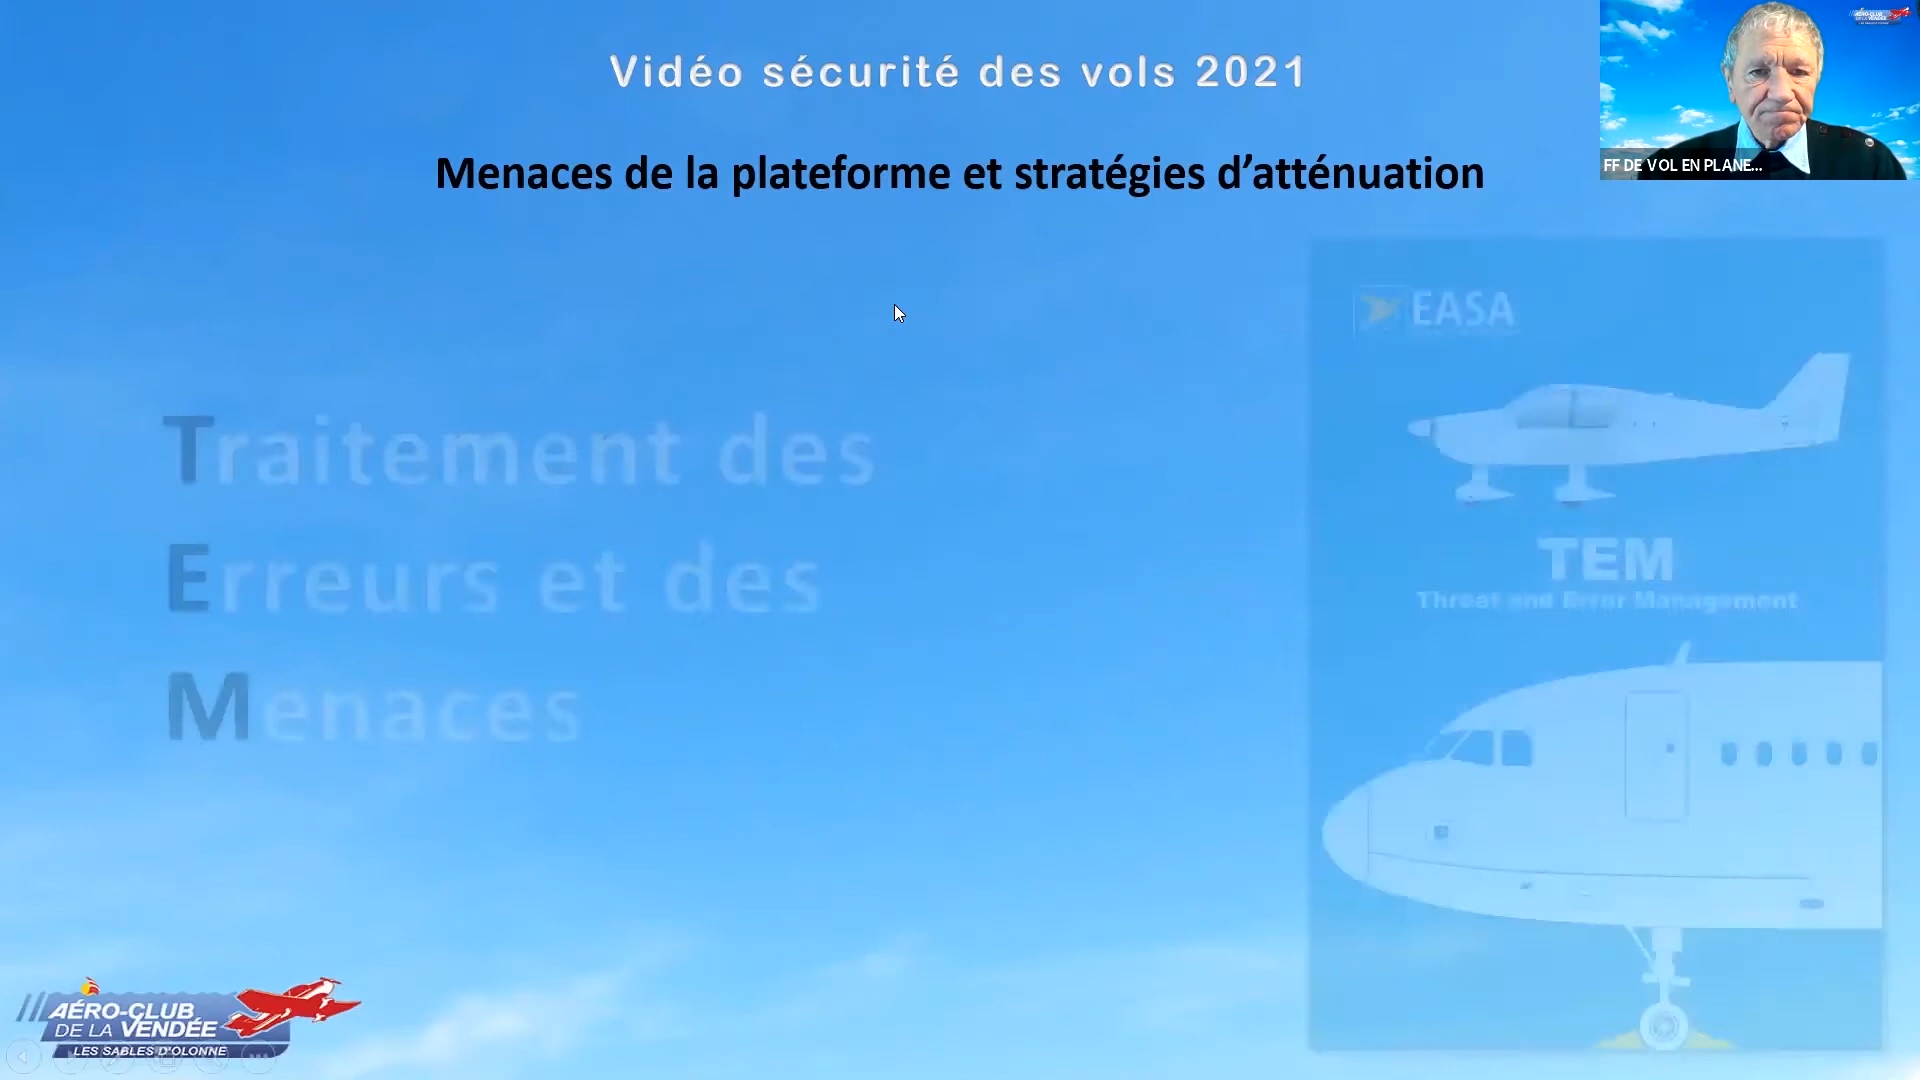 Vidéo sécurité des vols 2021
Menaces de la plateforme et stratégies d’atténuation
FF DE VOL EN PLANE...
EASA
Traitement des
Erreurs et des
Menaces
TEM
Threat and Error Management
AÉRO-CLUB
DE LA VENDÉE
LES SABLES D'OLONNE